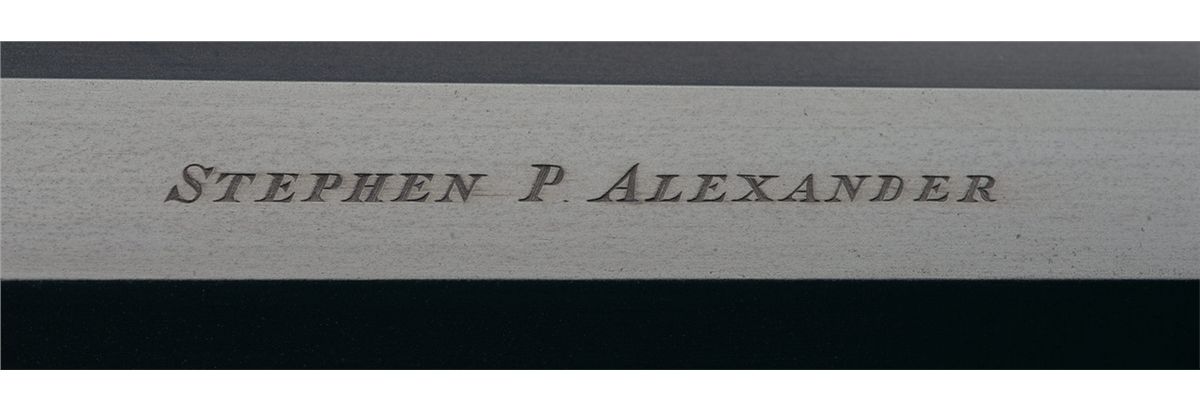 STEPHEN P. ALEXANDER